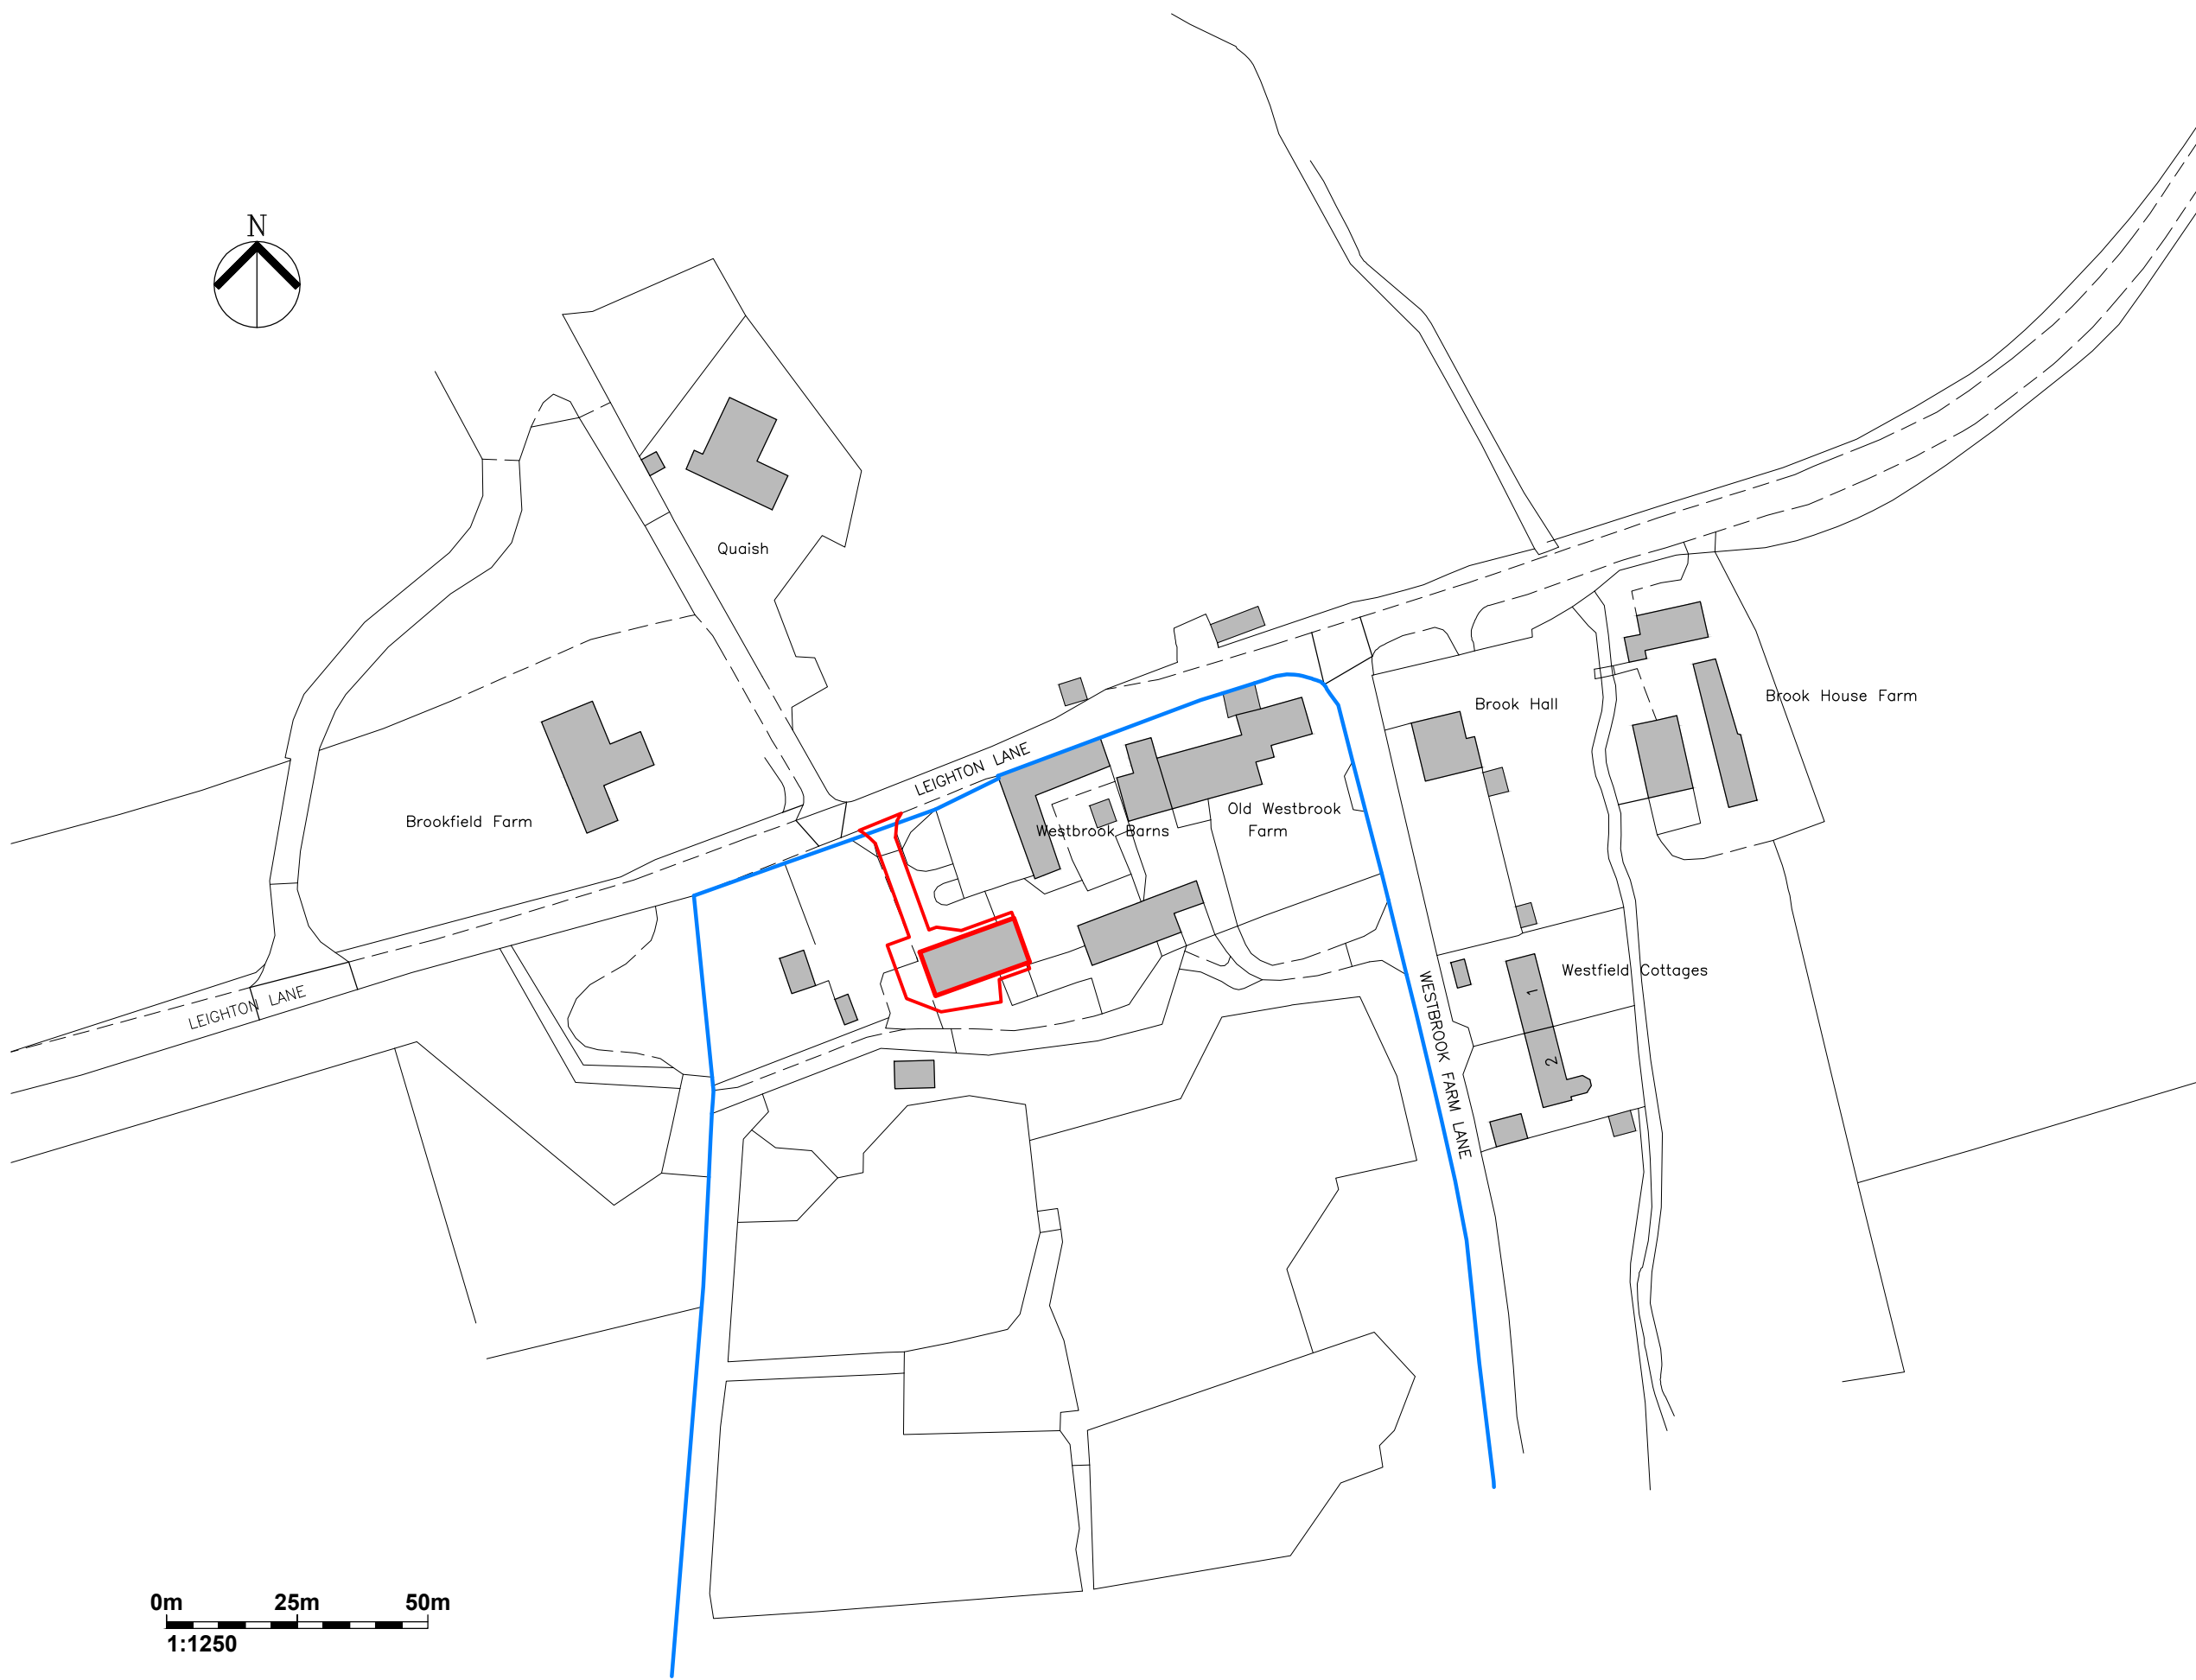 N
Quaish
Brook Hall
Brook House Farm
LEIGHTON LANE
Brookfield Farm
Old Westbrook
Farm
Westbrook Barns
Westfield Cottages
1
2
LEIGHTON LANE
WESTBROOK FARM LANE
0m 25m 50m
1:1250